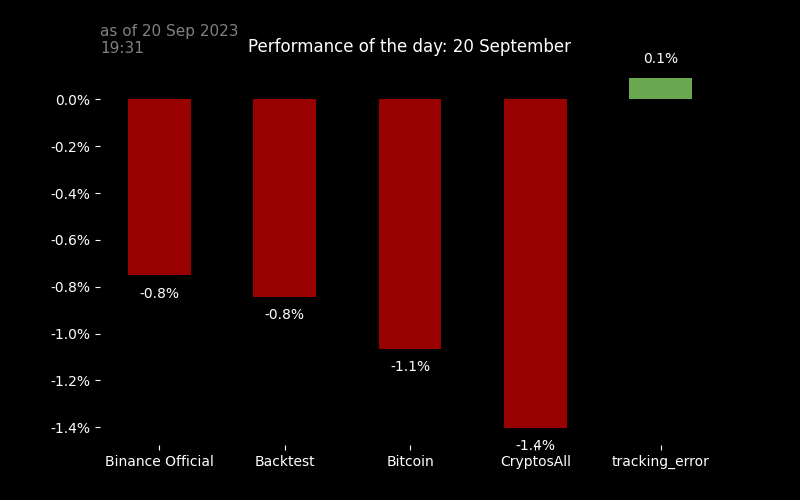 as of 20 Sep 2023
19:31
Performance of the day: 20 September
0.1%
0.0%
-0.2%
-0.4%
-0.6%
-0.8%
-1.0%
-1.2%
-1.4%
-0.8%
-0.8%
-1.1%
-1.4%
Binance Official
Backtest
Bitcoin
CryptosAll
tracking_error